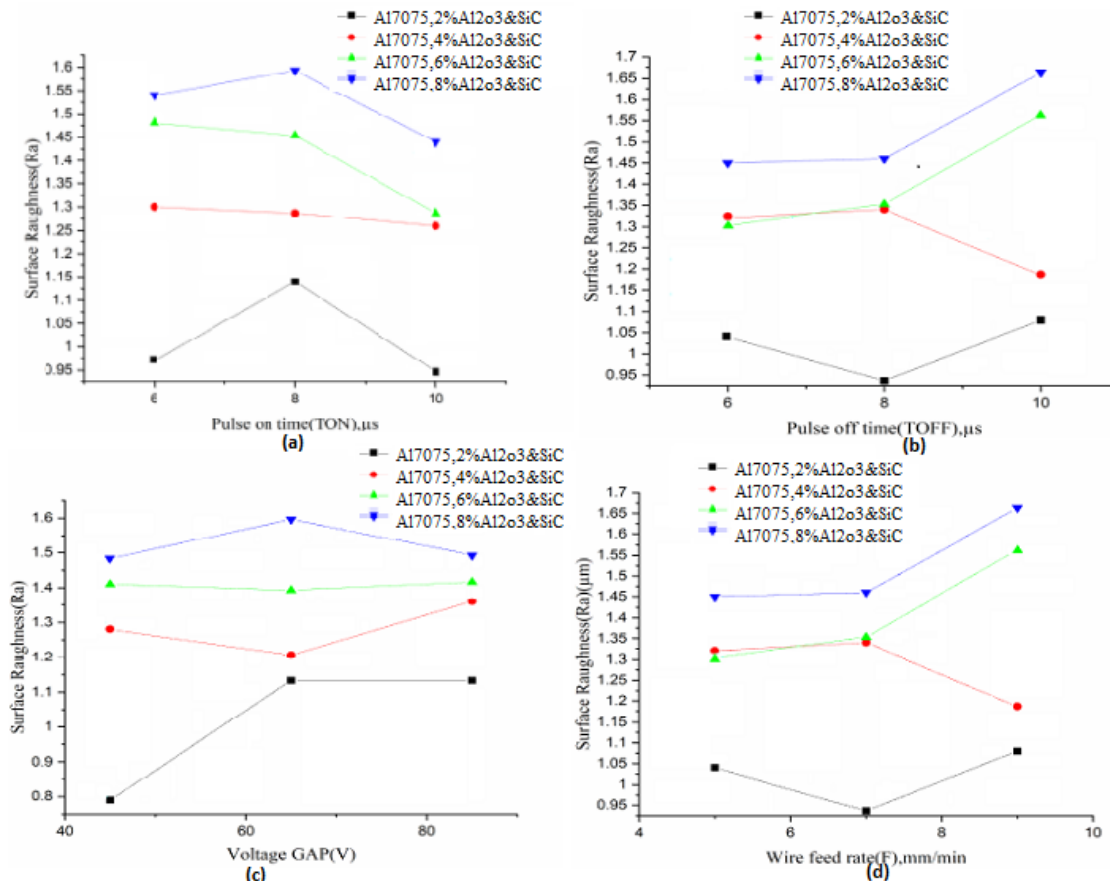 Al7075,2%Al2o3&SiC
Al7075,4%Al2o3&SiC
Al7075,6%Al2o3&SiC
Al7075,8%Al2o3&SiC
1.6
1.55
1.5
1.45
1.4
1.35
1.3
1.25
1.2
1.15
1.1
1.05
1
0.95
Surface Raughness(Ra)
6 8 10
Pulse on time(TON),µs
(a)
Al7075,2%Al2o3&SiC
Al7075,4%Al2o3&SiC
Al7075,6%Al2o3&SiC
Al7075,8%Al2o3&SiC
1.7
1.65
1.6
1.55
1.5
1.45
1.4
1.35
1.3
1.25
1.2
1.15
1.1
1.05
1
0.95
Surface Raughness(Ra)
6 8 10
Pulse off time(TOFF),µs
(b)
Al7075,2%Al2o3&SiC
Al7075,4%Al2o3&SiC
Al7075,6%Al2o3&SiC
Al7075,8%Al2o3&SiC
1.6
1.5
1.4
1.3
1.2
1.1
1
0.9
0.8
Surface Raughness(Ra)
40 60 80
Voltage GAP(V)
(c)
Al7075,2%Al2o3&SiC
Al7075,4%Al2o3&SiC
Al7075,6%Al2o3&SiC
Al7075.8%Al2o3&SiC
1.7
1.65
1.6
1.55
1.5
1.45
1.4
1.35
1.3
1.25
1.2
1.15
1.1
1.05
1
0.95
Surface Raughness(Ra)(µm)
4 6 8 10
Wire feed rate(F),mm/min
(d)